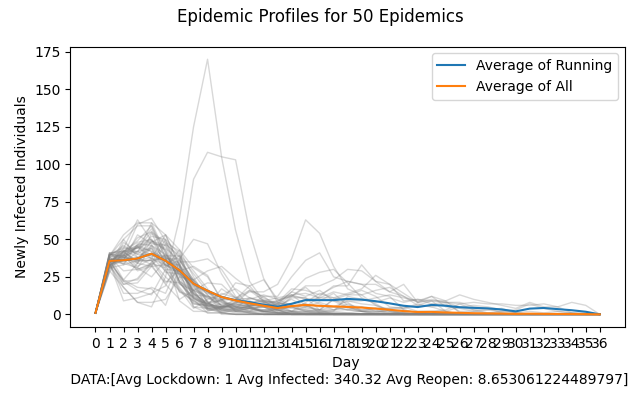 Epidemic Profiles for 50 Epidemics
175
150
125
100
75
50
25
0
Newly Infected Individuals
Average of Running
Average of All
0 1 2 3 4 5 6 7 8 9 10 11 12 13 14 15 16 17 18 19 20 21 22 23 24 25 26 27 28 29 30 31 32 33 34 35 36
Day
DATA:[Avg Lockdown: 1 Avg Infected: 340.32 Avg Reopen: 8.653061224489797]